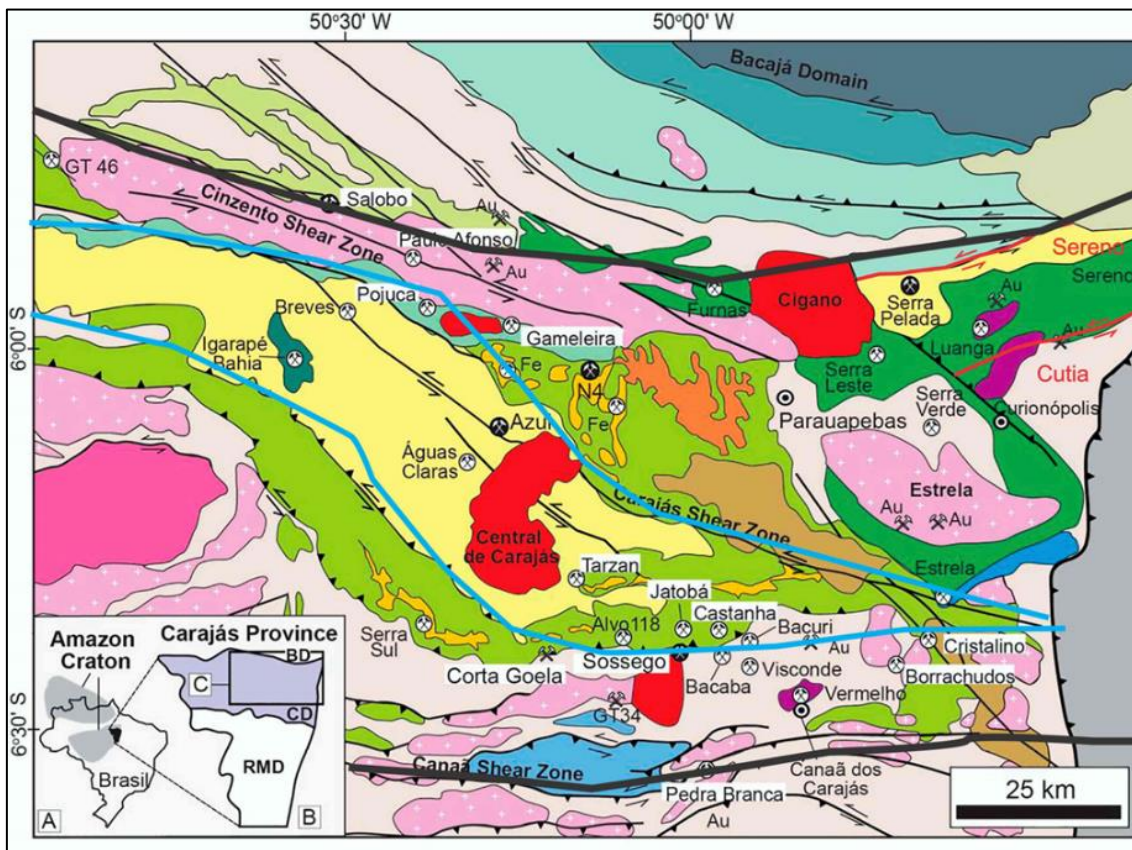 50°30' W
50°00' W
Bacajá Domain
GT 46
Salobo
Au
Cinzento Shear Zone
Paulo Afonso
Au
Sereno
Sereno
Breves
Pojuca
Furnas
Cigano
Serra
Pelada
Au
Gameleira
6°00' S
Igarapé
Bahia
Fe
N4
Luanga
Au
Serra
Leste
Cutia
Fe
Parauapebas
Serra
Verde
Curionópolis
Azul
Águas
Claras
Estrela
Au
Au
Carajás Shear Zone
Central
de Carajás
Tarzan
Estrela
Jatobá
Castanha
Serra
Sul
Alvo118
Bacuri
Au
Cristalino
Corta Goela
Sossego
Bacaba
Visconde
Borrachudos
Vermelho
GT34
6°30' S
Canaã Shear Zone
Canaã dos
Carajás
Pedra Branca
Au
25 km
Amazon
Craton
Carajás Province
BD
C
CD
RMD
Brasil
A
B